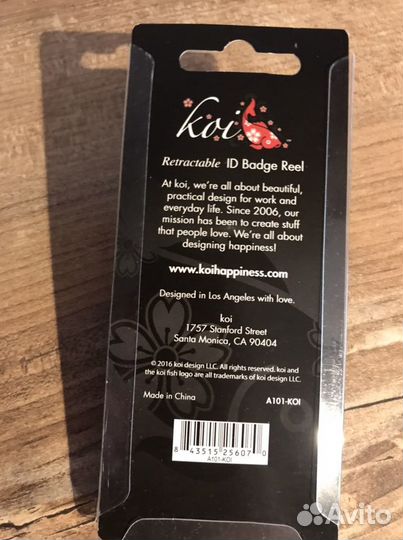 koi
Retractable ID Badge Reel
At koi, we're all about beautiful,
practical design for work and
everyday life. Since 2006, our
mission has been to create stuff
that people love. We're all about
designing happiness!
www.koihappiness.com
Designed in Los Angeles with love.
koi
1757 Stanford Street
Santa Monica, CA 90404
© 2016 koi design LLC. All rights reserved. koi and
the koi fish logo are all trademarks of koi design LLC.
Made in China
A101-KOI
8 43515 25607 0
A101-KOI
Avito